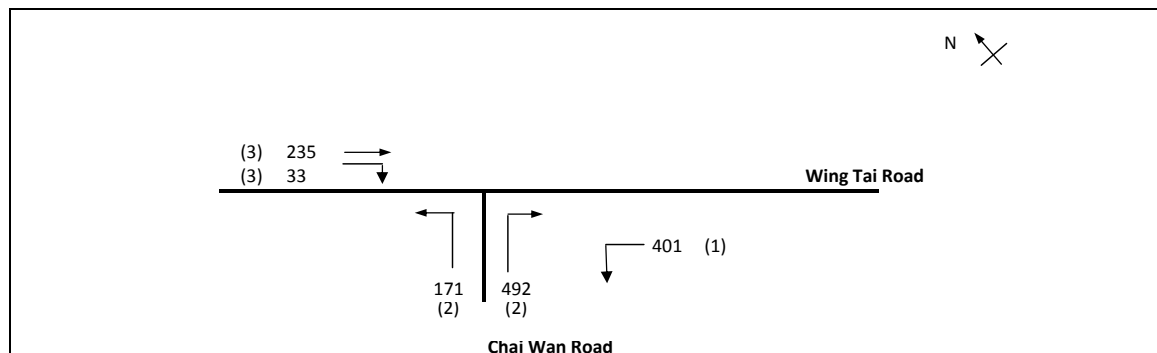 N
(3) 235
(3) 33
Wing Tai Road
401 (1)
171 492
(2) (2)
Chai Wan Road